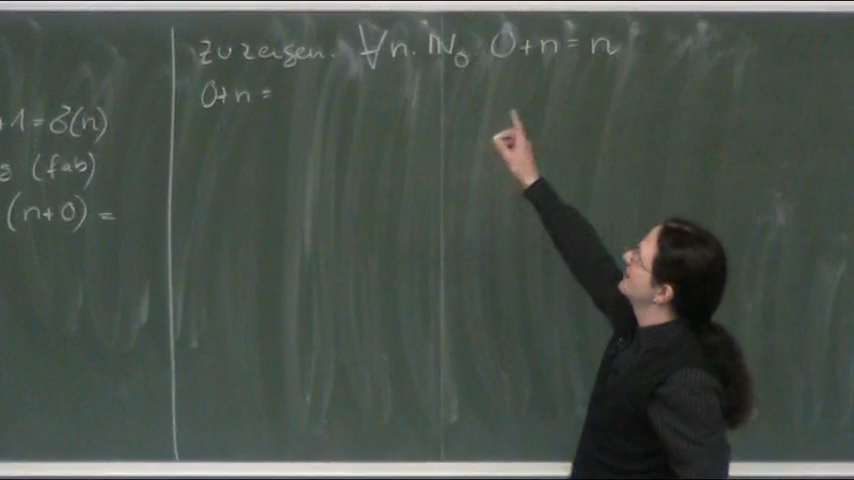 +1 = δ(n)
(fab)
(n+0) =
zu zeigen. ∀n. ℕ₀ 0+n = n
0+n =